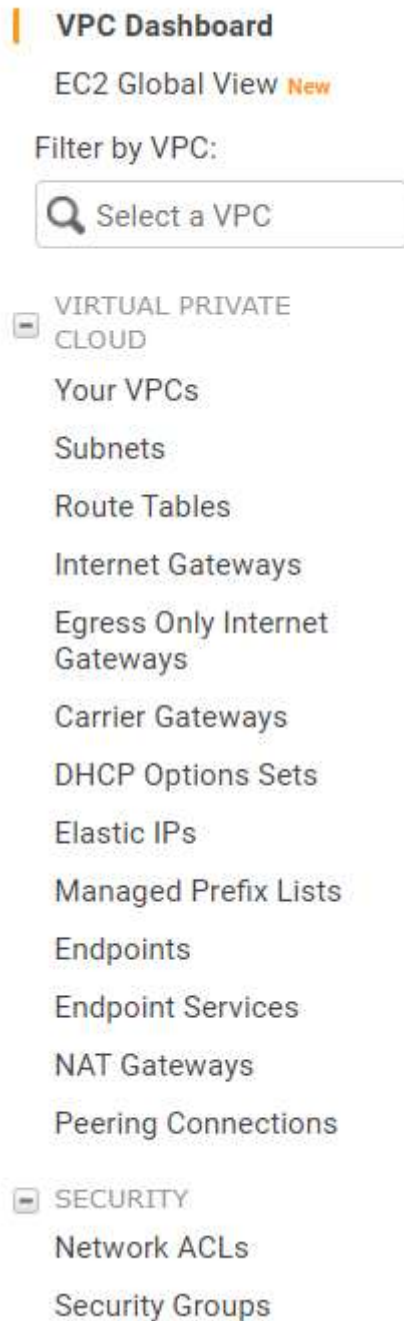 VPC Dashboard
EC2 Global View New
Filter by VPC:
Select a VPC
VIRTUAL PRIVATE
CLOUD
Your VPCs
Subnets
Route Tables
Internet Gateways
Egress Only Internet
Gateways
Carrier Gateways
DHCP Options Sets
Elastic IPs
Managed Prefix Lists
Endpoints
Endpoint Services
NAT Gateways
Peering Connections
SECURITY
Network ACLs
Security Groups